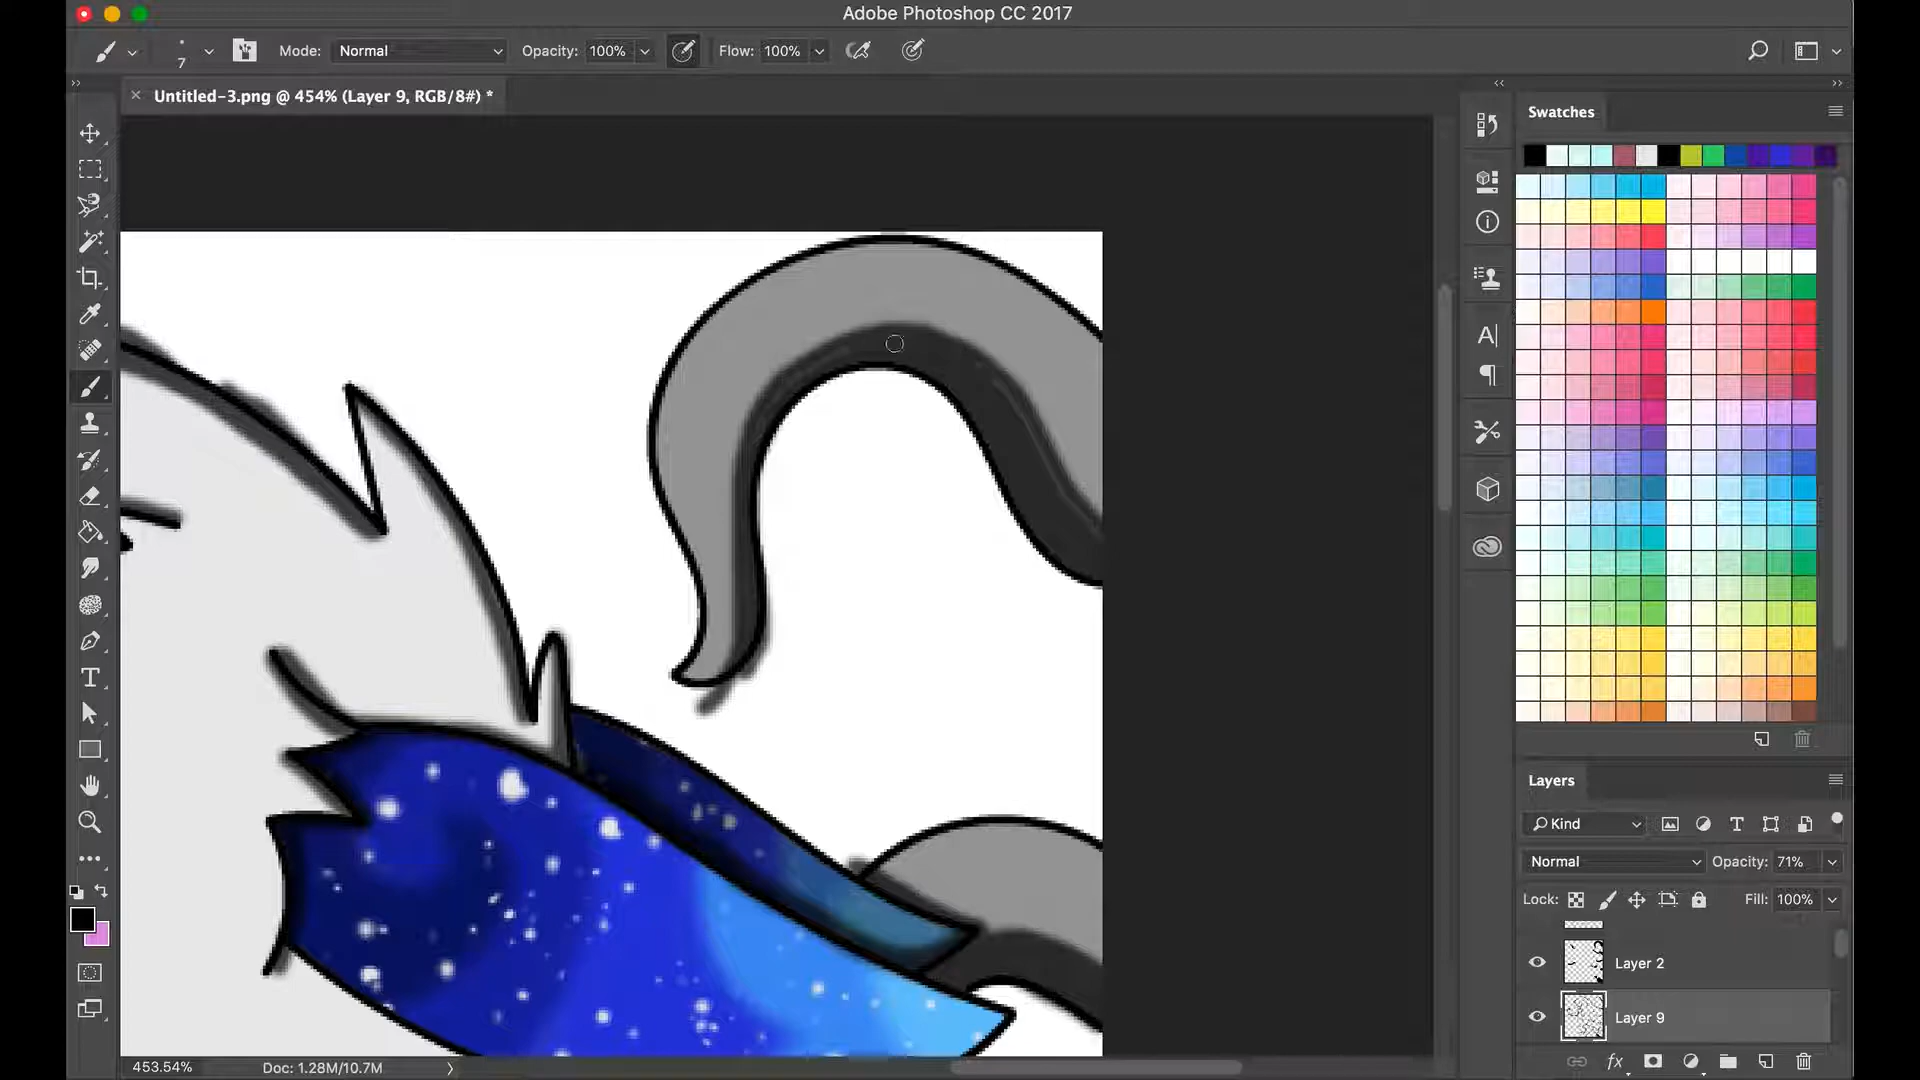 Adobe Photoshop CC 2017
7 Mode: Normal Opacity: 100% Flow: 100%
Untitled-3.png @ 454% (Layer 9, RGB/8#) *
Swatches
Layers
Kind
Normal Opacity: 71%
Lock: Fill: 100%
Layer 2
Layer 9
453.54% Doc: 1.28M/10.7M